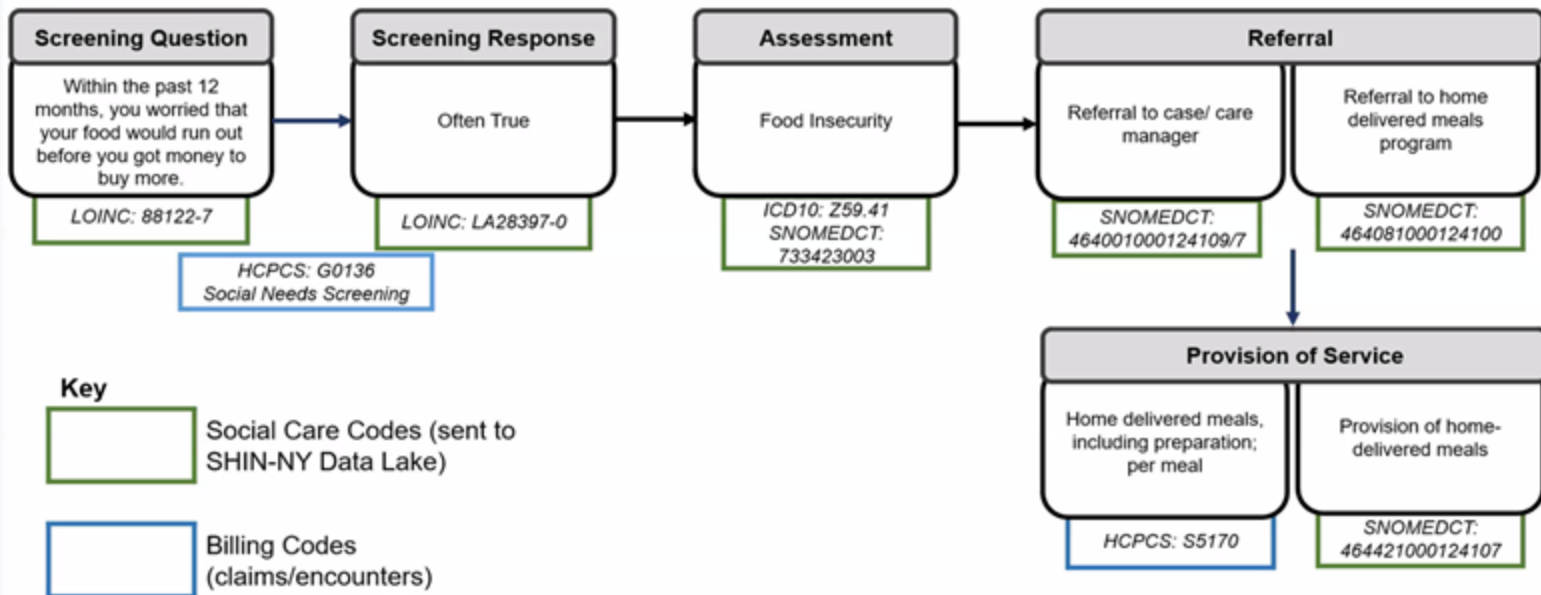 Screening Question
Within the past 12
months, you worried that
your food would run out
before you got money to
buy more.
LOINC: 88122-7
Screening Response
Often True
LOINC: LA28397-0
HCPCS: G0136
Social Needs Screening
Assessment
Food Insecurity
ICD10: Z59.41
SNOMEDCT:
733423003
Referral
Referral to case/ care
manager
SNOMEDCT:
464001000124109/7
Referral to home
delivered meals
program
SNOMEDCT:
464081000124100
Provision of Service
Home delivered meals,
including preparation;
per meal
HCPCS: S5170
Provision of home-
delivered meals
SNOMEDCT:
464421000124107
Key
Social Care Codes (sent to
SHIN-NY Data Lake)
Billing Codes
(claims/encounters)